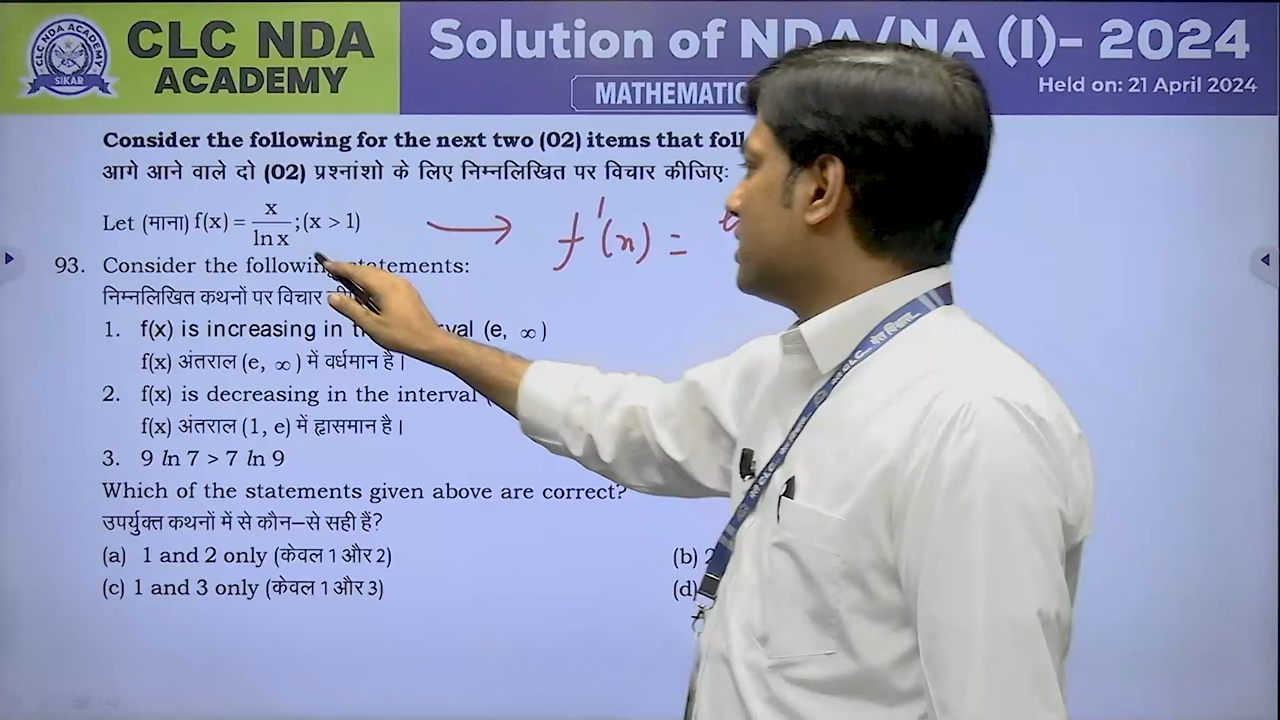 CLC NDA ACADEMY
SIKAR
CLC NDA
ACADEMY
Solution of NDA/NA (I)- 2024
MATHEMATIC
Held on: 21 April 2024
Consider the following for the next two (02) items that foll
आगे आने वाले दो (02) प्रश्नांशो के लिए निम्नलिखित पर विचार कीजिए:
Let (माना) f(x) = x / ln x ; (x > 1)
f'(x) =
93. Consider the following statements:
निम्नलिखित कथनों पर विचार
1. f(x) is increasing in the interval (e, ∞)
f(x) अंतराल (e, ∞) में वर्धमान है।
2. f(x) is decreasing in the interval
f(x) अंतराल (1, e) में ह्रासमान है।
3. 9 ln 7 > 7 ln 9
Which of the statements given above are correct?
उपर्युक्त कथनों में से कौन–से सही हैं?
(a) 1 and 2 only (केवल 1 और 2)
(b) 2
(c) 1 and 3 only (केवल 1 और 3)
(d)